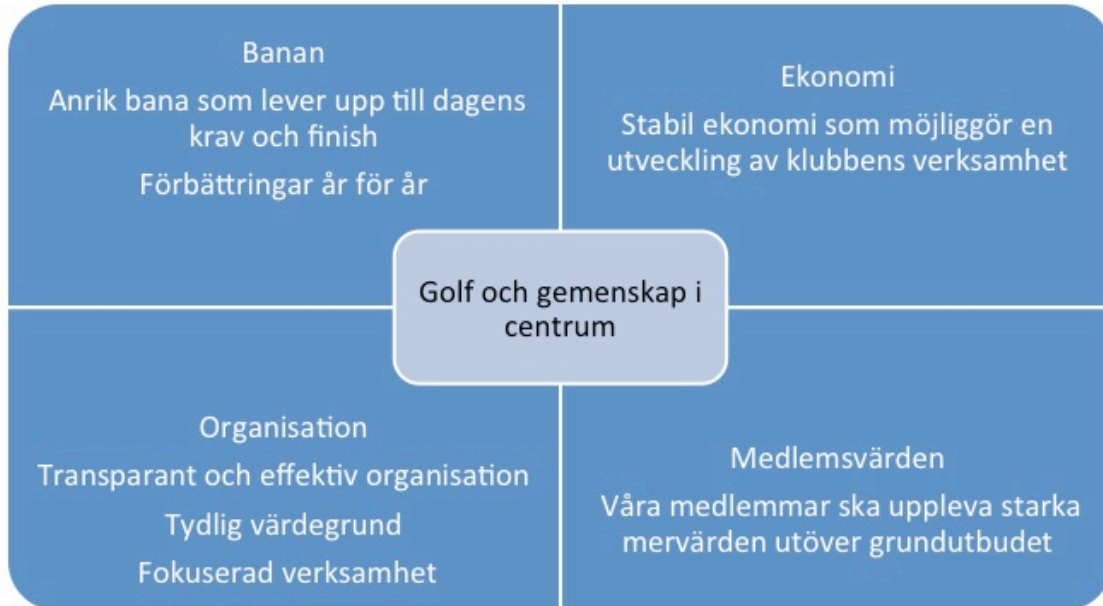 Banan
Anrik bana som lever upp till dagens
krav och finish
Förbättringar år för år
Ekonomi
Stabil ekonomi som möjliggör en
utveckling av klubbens verksamhet
Golf och gemenskap i
centrum
Organisation
Transparant och effektiv organisation
Tydlig värdegrund
Fokuserad verksamhet
Medlemsvärden
Våra medlemmar ska uppleva starka
mervärden utöver grundutbudet